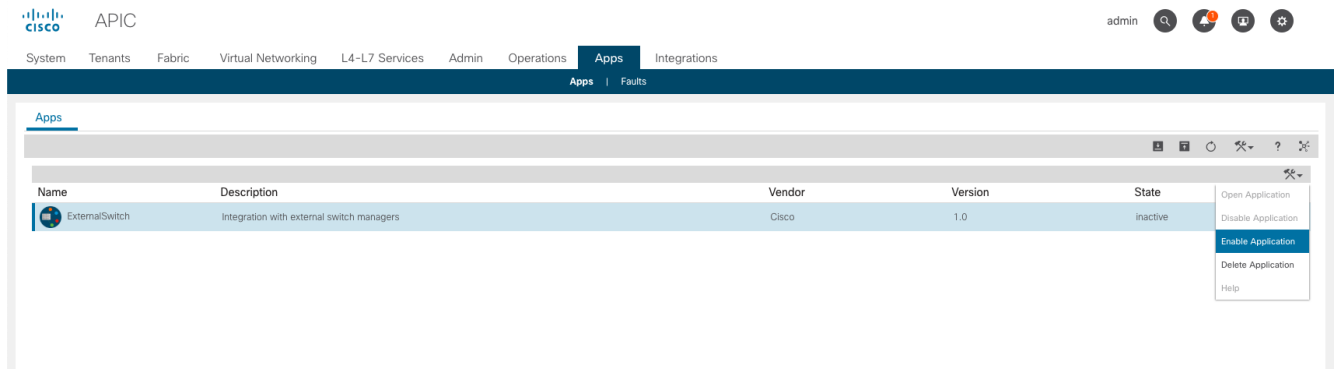 CISCO APIC admin 1
System Tenants Fabric Virtual Networking L4-L7 Services Admin Operations Apps Integrations
Apps | Faults
Apps
?
Name Description Vendor Version State
ExternalSwitch Integration with external switch managers Cisco 1.0 inactive
Open Application
Disable Application
Enable Application
Delete Application
Help